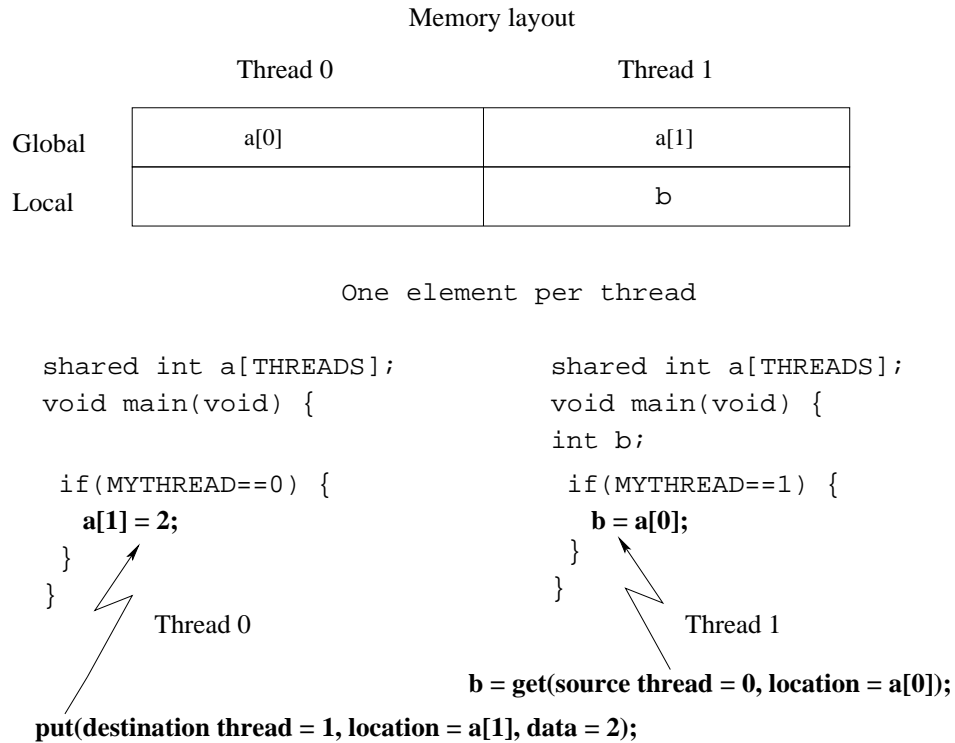 Memory layout
Thread 0 Thread 1
Global a[0] a[1]
Local b
One element per thread
shared int a[THREADS];
void main(void) {
if(MYTHREAD==0) {
a[1] = 2;
}
}
Thread 0
put(destination thread = 1, location = a[1], data = 2);
shared int a[THREADS];
void main(void) {
int b;
if(MYTHREAD==1) {
b = a[0];
}
}
Thread 1
b = get(source thread = 0, location = a[0]);